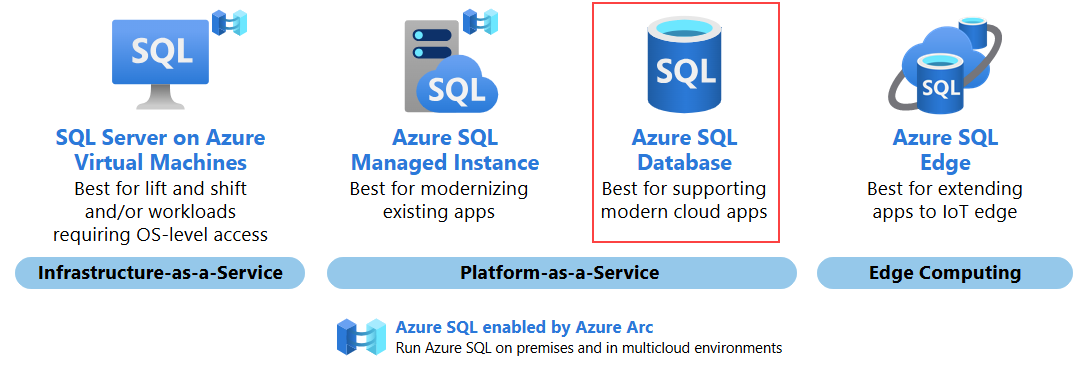 SQL
SQL Server on Azure
Virtual Machines
Best for lift and shift
and/or workloads
requiring OS-level access
Infrastructure-as-a-Service
SQL
Azure SQL
Managed Instance
Best for modernizing
existing apps
SQL
Azure SQL
Database
Best for supporting
modern cloud apps
Platform-as-a-Service
SQL
Azure SQL
Edge
Best for extending
apps to IoT edge
Edge Computing
Azure SQL enabled by Azure Arc
Run Azure SQL on premises and in multicloud environments